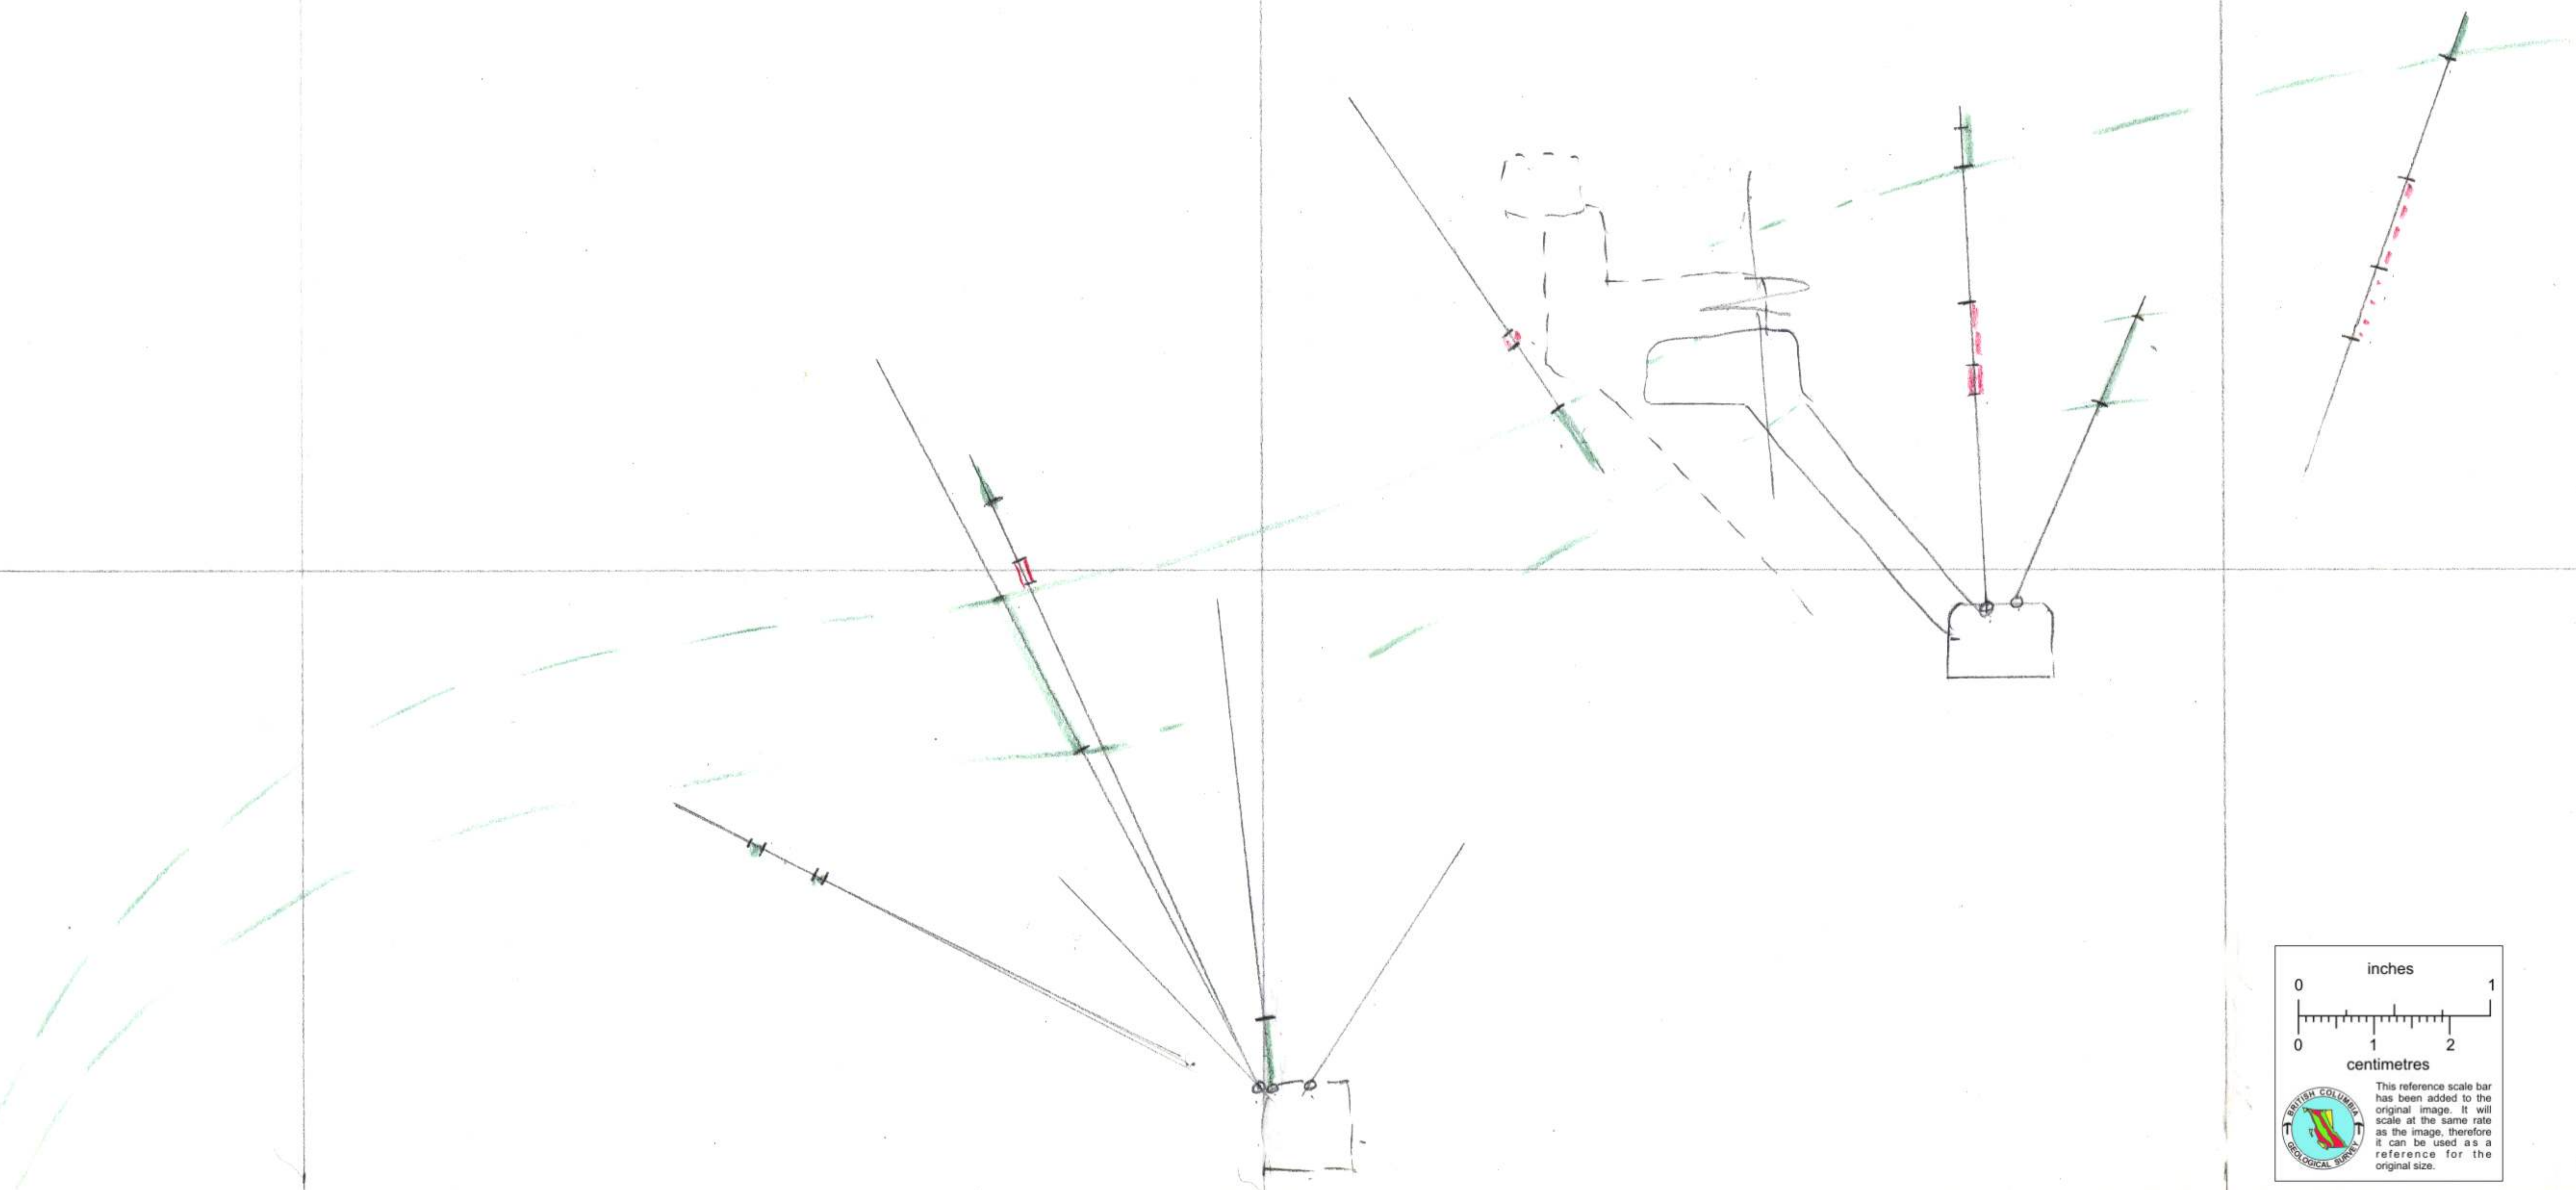 inches
0 1
0 1 2
centimetres
This reference scale bar
has been added to the
original image. It will
scale at the same rate
as the image, therefore
it can be used as a
reference for the
original size.
BRITISH COLUMBIA
GEOLOGICAL SURVEY